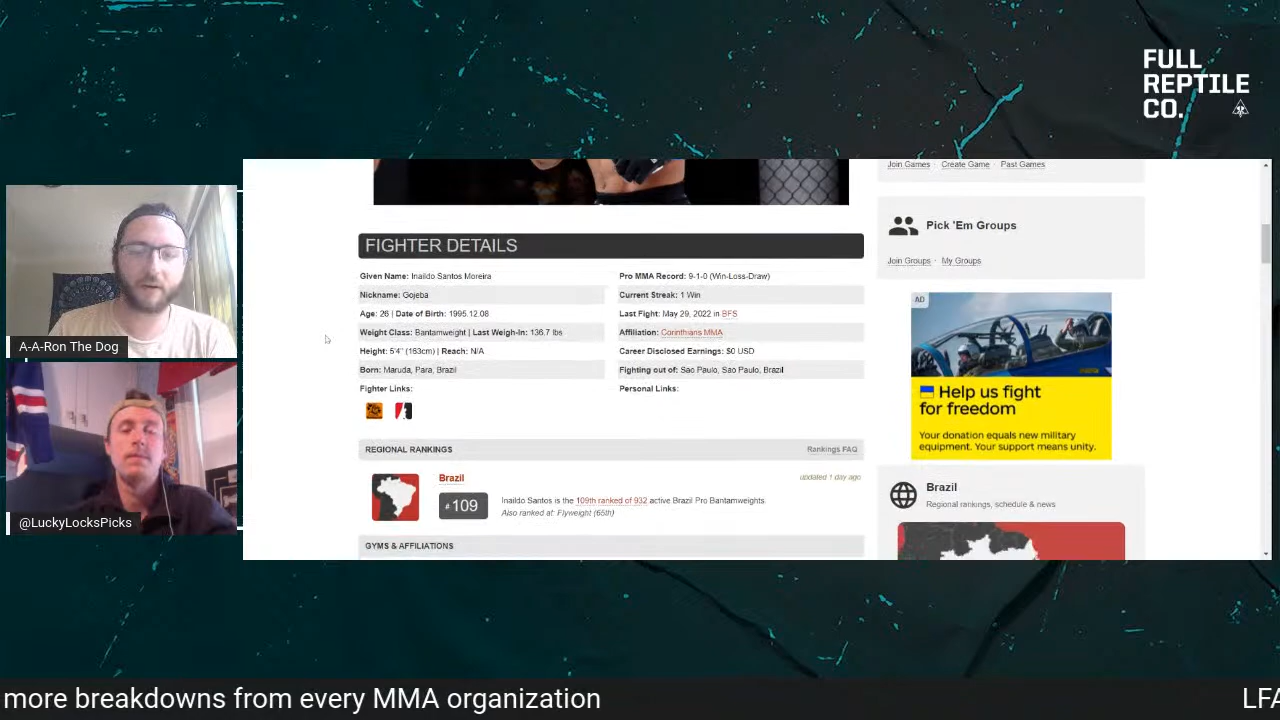 FULL
REPTILE
CO.
Join Games · Create Game · Past Games
Pick 'Em Groups
Join Groups · My Groups
A-A-Ron The Dog
@LuckyLocksPicks
FIGHTER DETAILS
Given Name: Inaildo Santos Moreira
Pro MMA Record: 9-1-0 (Win-Loss-Draw)
Nickname: Gojeba
Current Streak: 1 Win
Age: 26 | Date of Birth: 1995.12.08
Last Fight: May 29, 2022 in BFS
Weight Class: Bantamweight | Last Weigh-In: 136.7 lbs
Affiliation: Corinthians MMA
Height: 5'4" (163cm) | Reach: N/A
Career Disclosed Earnings: $0 USD
Born: Maruda, Para, Brazil
Fighting out of: Sao Paulo, Sao Paulo, Brazil
Fighter Links:
Personal Links:
AD
Help us fight
for freedom
Your donation equals new military
equipment. Your support means unity.
REGIONAL RANKINGS
Rankings FAQ
Brazil
updated 1 day ago
#109
Inaildo Santos is the 109th ranked of 932 active Brazil Pro Bantamweights
Also ranked at: Flyweight (65th)
GYMS & AFFILIATIONS
Brazil
Regional rankings, schedule & news
more breakdowns from every MMA organization
LFA